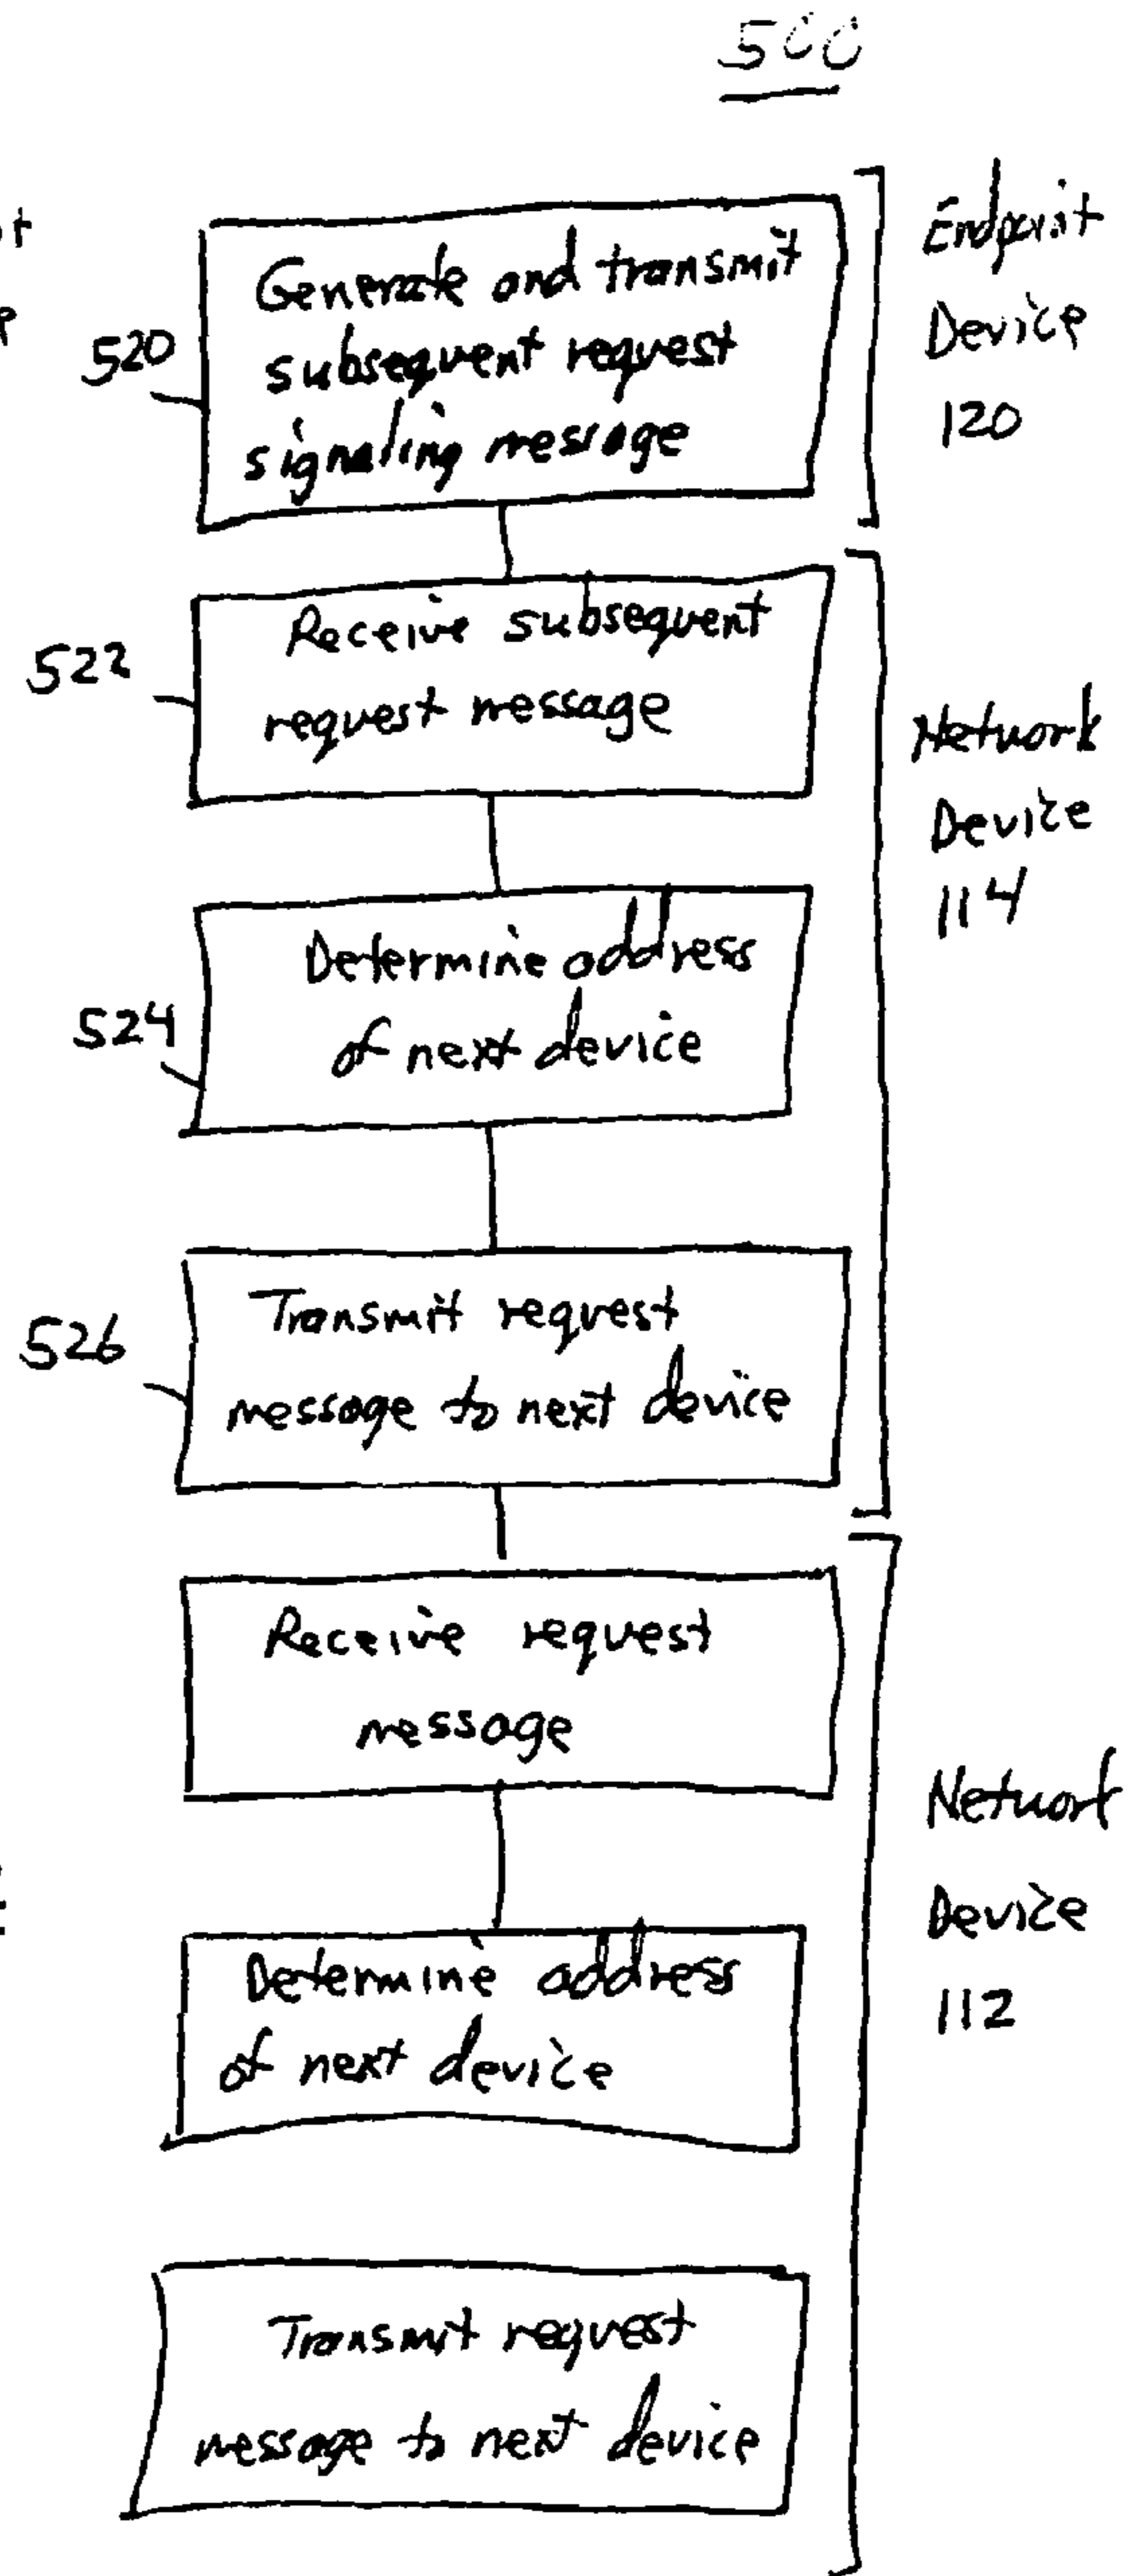 500
Endpoint
Device
120
520
Generate and transmit
subsequent request
signaling message
522
Receive subsequent
request message
Network
Device
114
524
Determine address
of next device
526
Transmit request
message to next device
Receive request
message
Network
Device
112
Determine address
of next device
Transmit request
message to next device